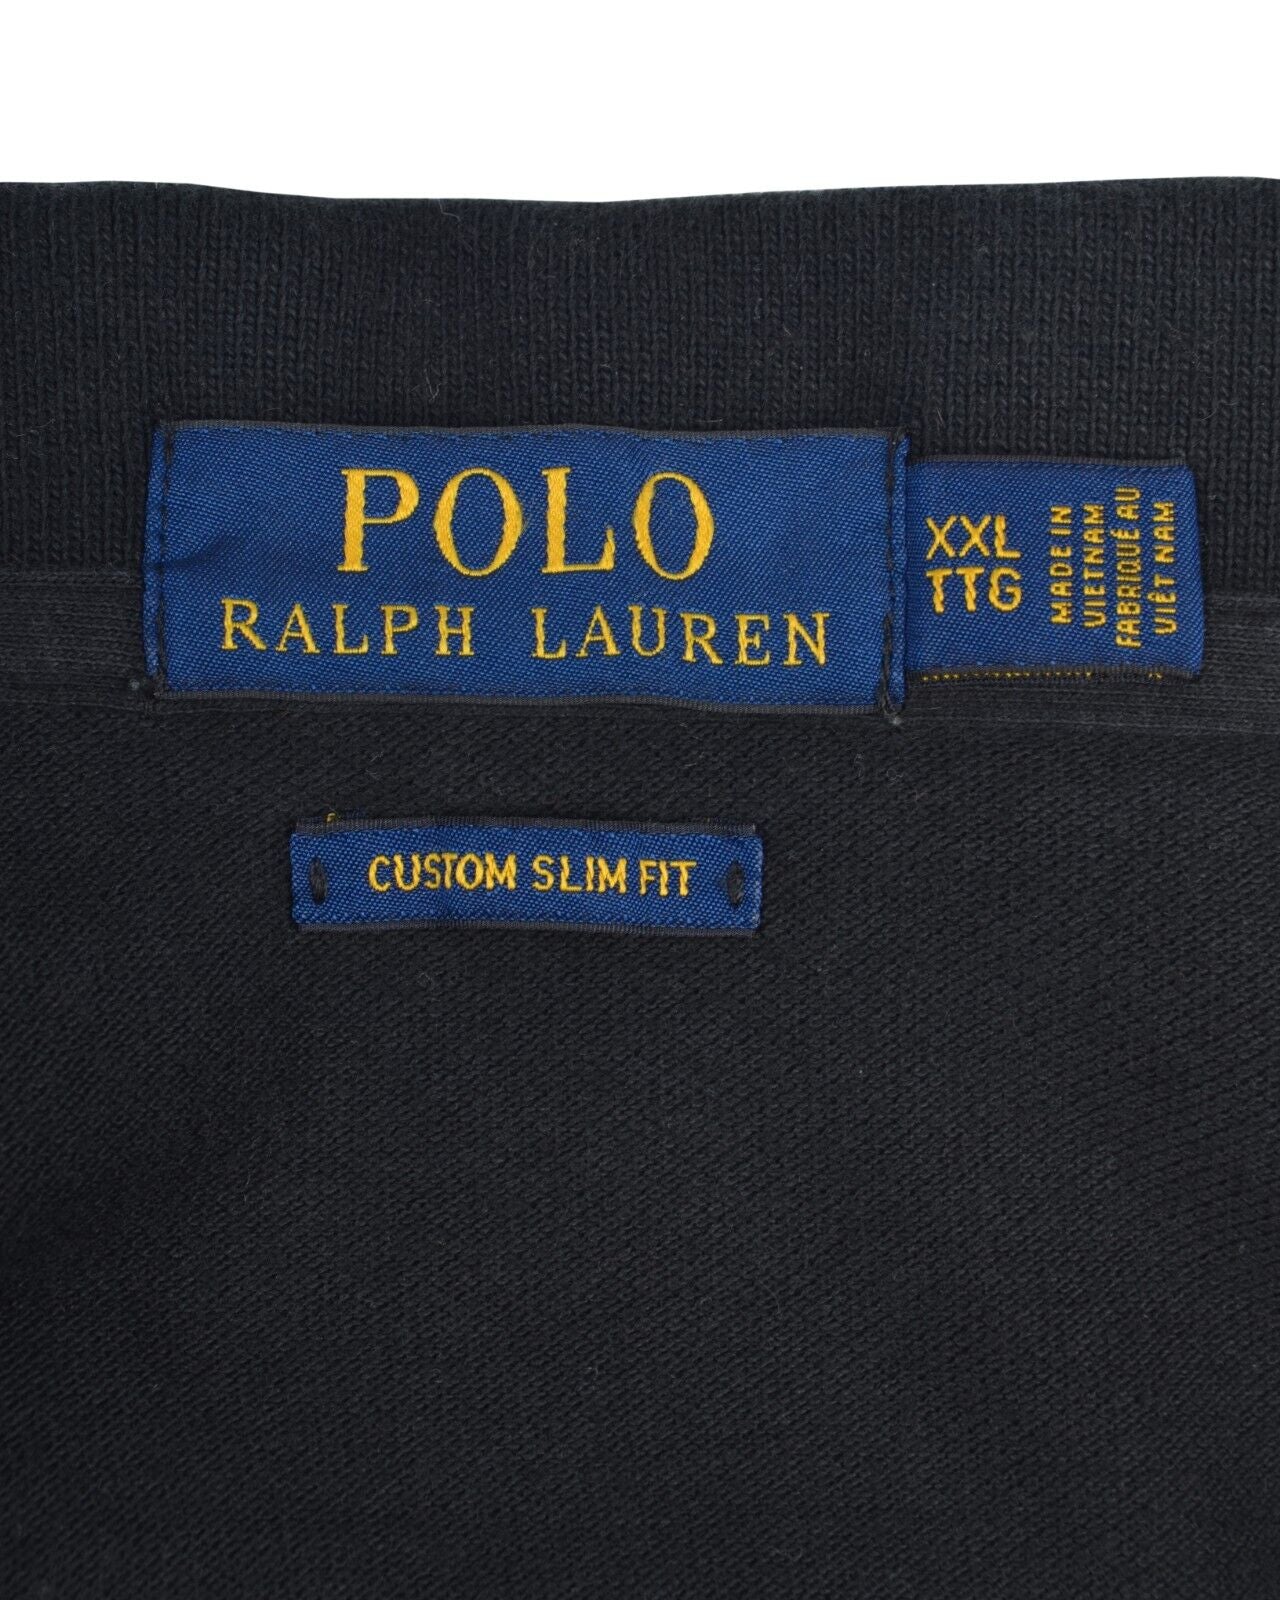 POLO
RALPH LAUREN
XXL
TTG
MADE IN
VIETNAM
FABRIQUÉ AU
VIÊT NAM
CUSTOM SLIM FIT